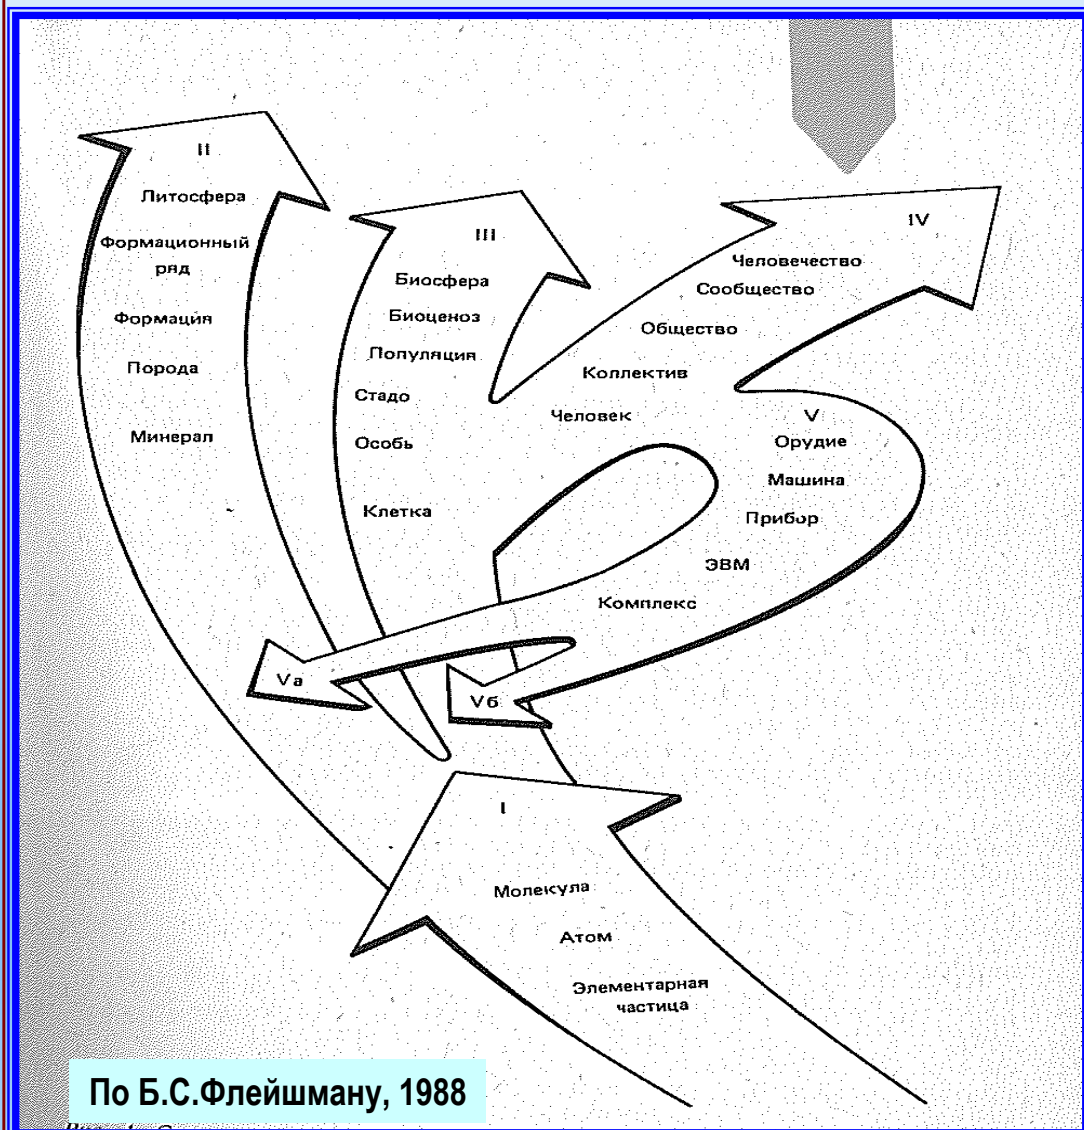 II
Литосфера
Формационный
ряд
Формация
Порода
Минерал
III
Биосфера
Биоценоз
Популяция
Стадо
Особь
Клетка
IV
Человечество
Сообщество
Общество
Коллектив
Человек
V
Орудие
Машина
Прибор
ЭВМ
Комплекс
Vа
Vб
I
Молекула
Атом
Элементарная
частица
По Б.С.Флейшману, 1988